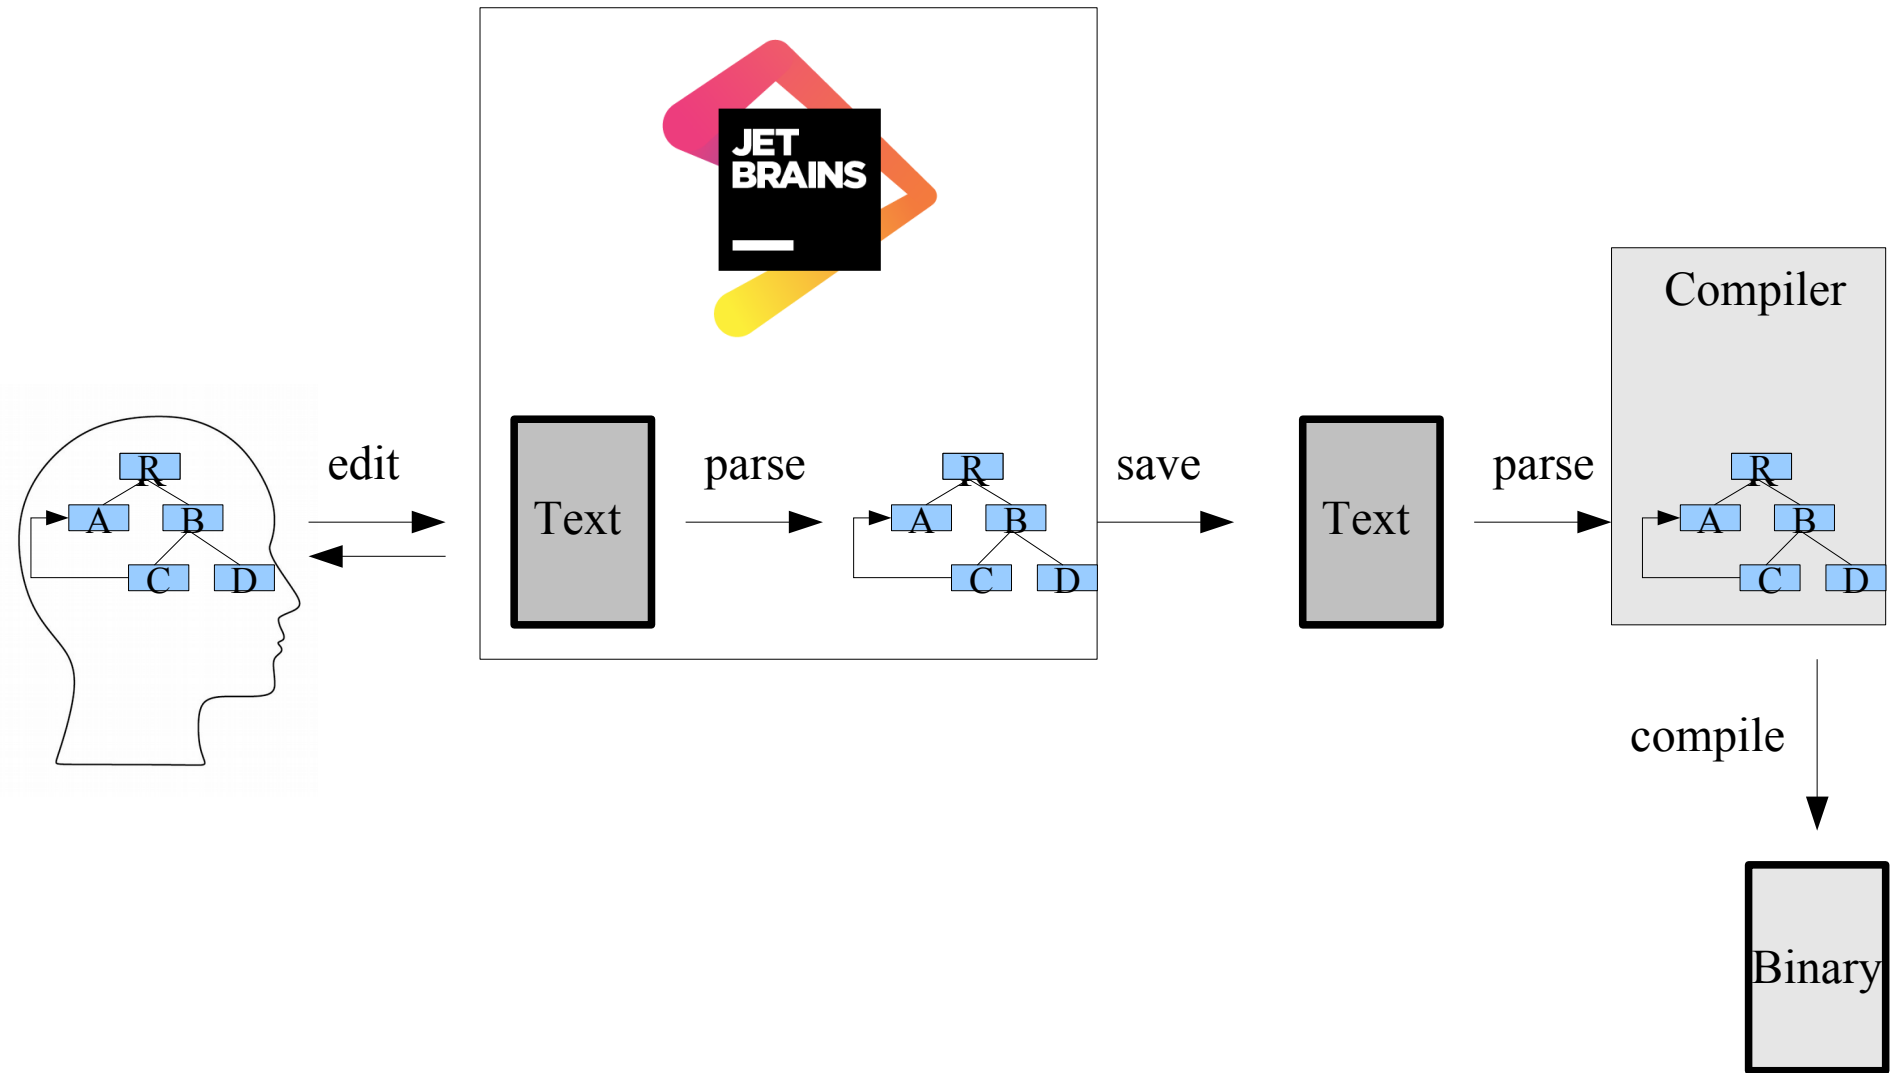 JET
BRAINS
Compiler
R
A
B
C
D
edit
Text
parse
R
A
B
C
D
save
Text
parse
R
A
B
C
D
compile
Binary